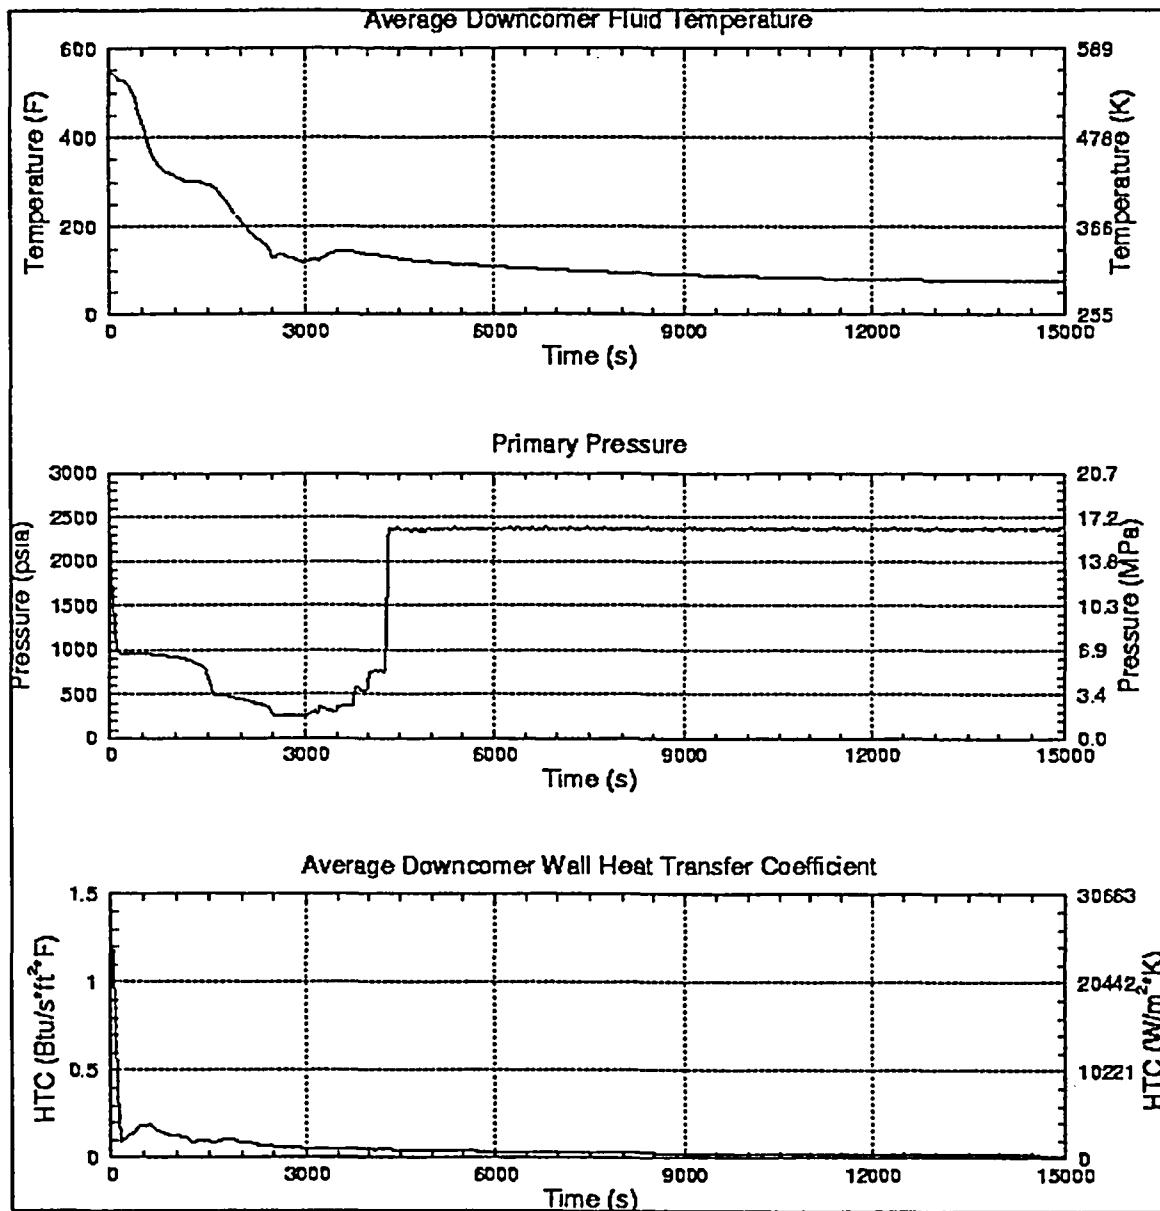 Average Downcomer Fluid Temperature
600 589
400 478
200 366
0 255
Temperature (F)
Temperature (K)
0 3000 6000 9000 12000 15000
Time (s)
Primary Pressure
3000 20.7
2500 17.2
2000 13.8
1500 10.3
1000 6.9
500 3.4
0 0.0
Pressure (psia)
Pressure (MPa)
0 3000 6000 9000 12000 15000
Time (s)
Average Downcomer Wall Heat Transfer Coefficient
1.5 30663
1 20442
0.5 10221
0 0
HTC (Btu/s*ft²*F)
HTC (W/m²*K)
0 3000 6000 9000 12000 15000
Time (s)